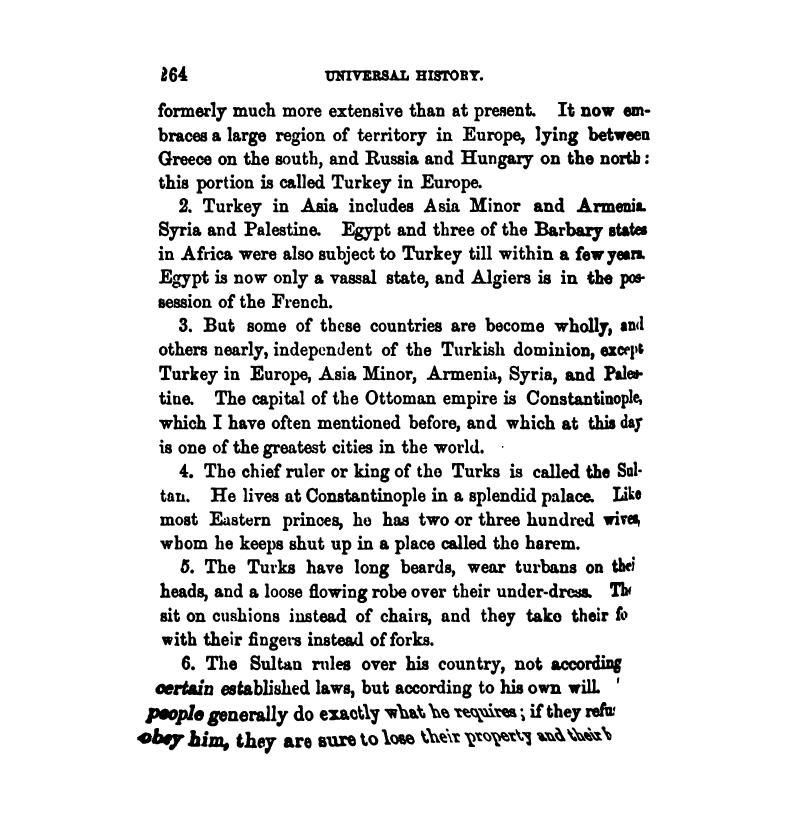 264 UNIVERSAL HISTORY.
formerly much more extensive than at present. It now em-
braces a large region of territory in Europe, lying between
Greece on the south, and Russia and Hungary on the north:
this portion is called Turkey in Europe.
2. Turkey in Asia includes Asia Minor and Armenia.
Syria and Palestine. Egypt and three of the Barbary states
in Africa were also subject to Turkey till within a few years.
Egypt is now only a vassal state, and Algiers is in the pos-
session of the French.
3. But some of these countries are become wholly, and
others nearly, independent of the Turkish dominion, except
Turkey in Europe, Asia Minor, Armenia, Syria, and Pales-
tine. The capital of the Ottoman empire is Constantinople,
which I have often mentioned before, and which at this day
is one of the greatest cities in the world.
4. The chief ruler or king of the Turks is called the Sul-
tan. He lives at Constantinople in a splendid palace. Like
most Eastern princes, he has two or three hundred wives,
whom he keeps shut up in a place called the harem.
5. The Turks have long beards, wear turbans on thei
heads, and a loose flowing robe over their under-dress. The
sit on cushions instead of chairs, and they take their fo
with their fingers instead of forks.
6. The Sultan rules over his country, not according
certain established laws, but according to his own will.
people generally do exactly what he requires; if they refu
obey him, they are sure to lose their property and their